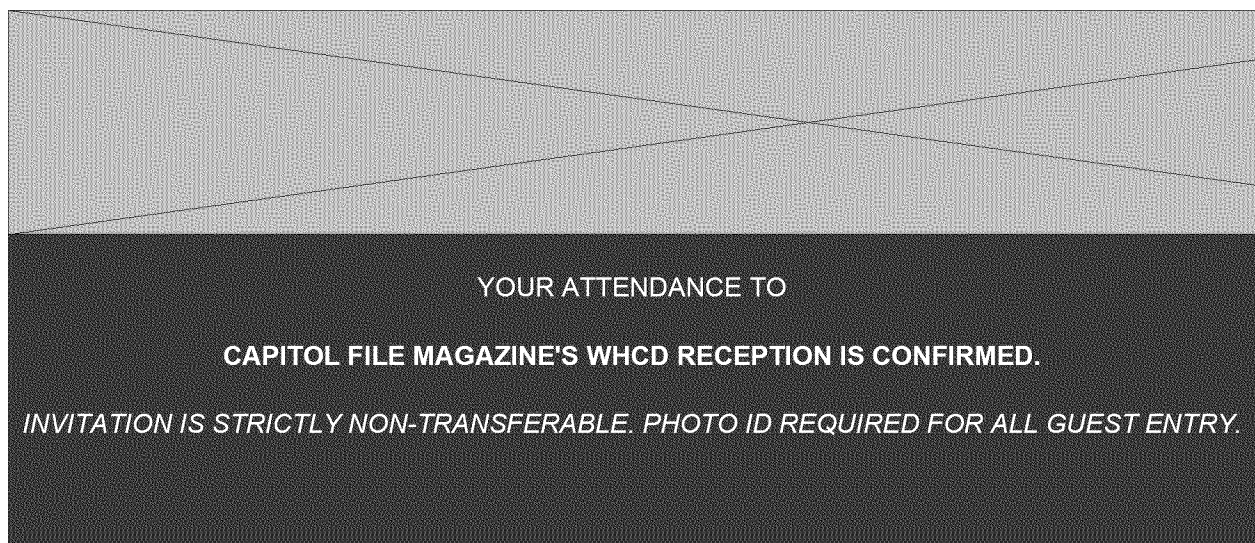 YOUR ATTENDANCE TO
CAPITOL FILE MAGAZINE'S WHCD RECEPTION IS CONFIRMED.
INVITATION IS STRICTLY NON-TRANSFERABLE. PHOTO ID REQUIRED FOR ALL GUEST ENTRY.